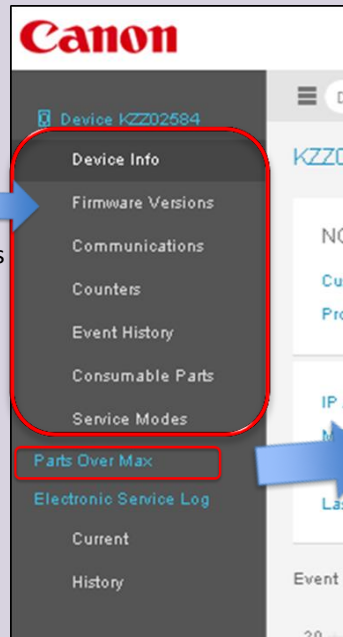 Canon
Device KZZ02584
Device Info
Firmware Versions
Communications
Counters
Event History
Consumable Parts
Service Modes
Parts Over Max
Electronic Service Log
Current
History
s
KZZ0
NO
Cu
Pro
IP
La
Event